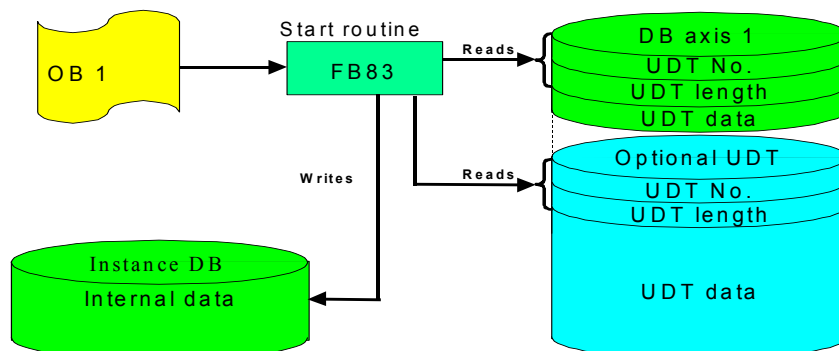 Start routine
OB 1
FB83
Reads
DB axis 1
UDT No.
UDT length
UDT data
Writes
Reads
Optional UDT
UDT No.
UDT length
UDT data
Instance DB
Internal data